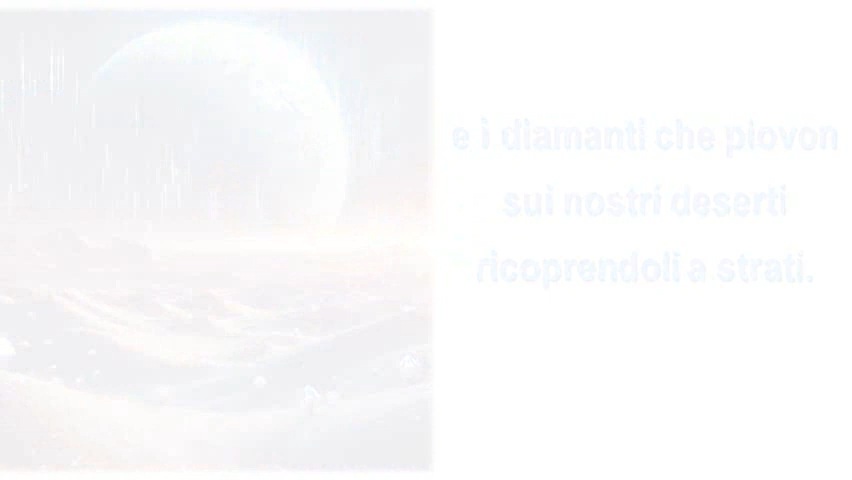 e i diamanti che piovon
sui nostri deserti
ricoprendoli a strati.